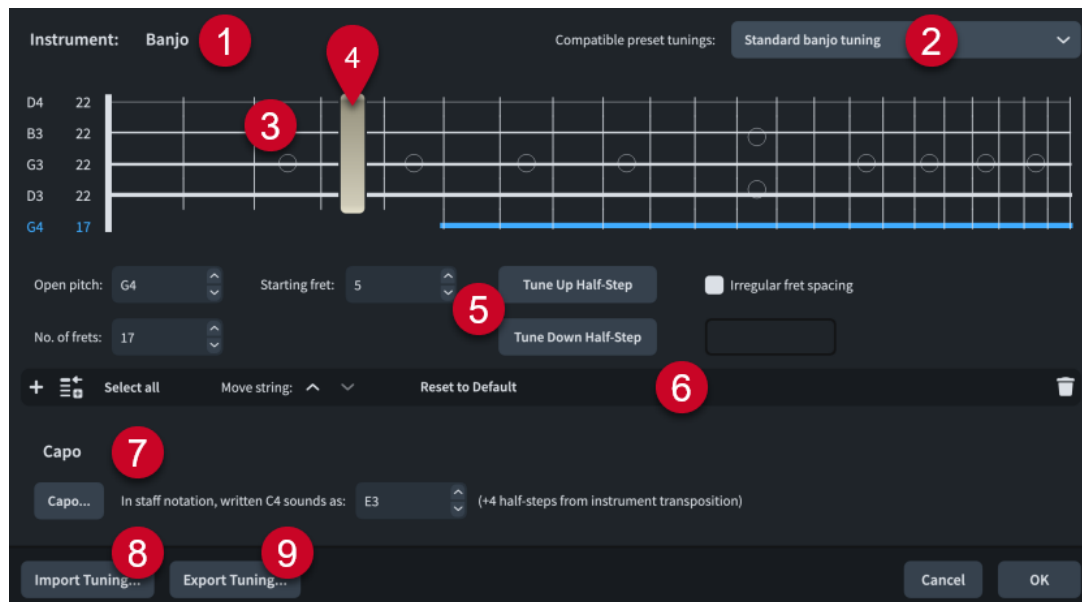 Instrument: Banjo 1 Compatible preset tunings: Standard banjo tuning 2
4
D4 22
3
B3 22
G3 22
D3 22
G4 17
Open pitch: G4 Starting fret: 5 Tune Up Half-Step Irregular fret spacing
5
No. of frets: 17 Tune Down Half-Step
Select all Move string: Reset to Default 6
Capo 7
Capo... In staff notation, written C4 sounds as: E3 (+4 half-steps from instrument transposition)
8 9
Import Tuning... Export Tuning... Cancel OK